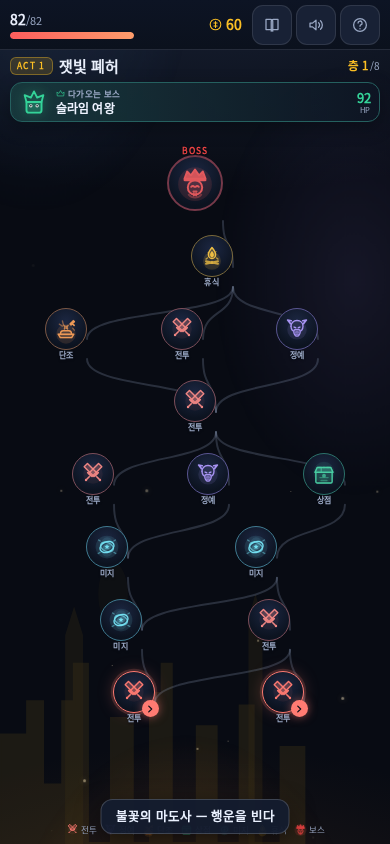 82/82
60
ACT 1 잿빛 폐허
층 1/8
다가오는 보스
슬라임 여왕
92
HP
BOSS
휴식
단조
전투
정예
전투
전투
정예
상점
미지
미지
미지
전투
전투
전투
전투
불꽃의 마도사 — 행운을 빈다
보스